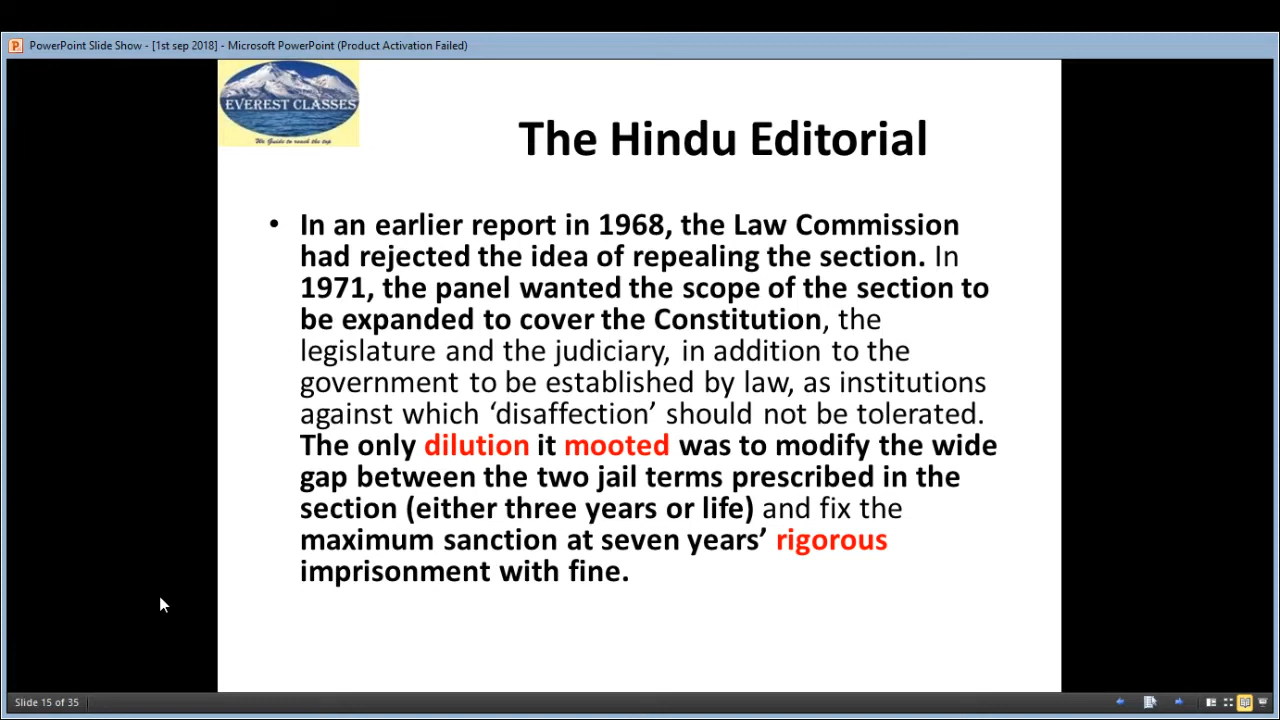 PowerPoint Slide Show - [1st sep 2018] - Microsoft PowerPoint (Product Activation Failed)
EVEREST CLASSES
We Guide to reach the top
The Hindu Editorial
• In an earlier report in 1968, the Law Commission
had rejected the idea of repealing the section. In
1971, the panel wanted the scope of the section to
be expanded to cover the Constitution, the
legislature and the judiciary, in addition to the
government to be established by law, as institutions
against which ‘disaffection’ should not be tolerated.
The only dilution it mooted was to modify the wide
gap between the two jail terms prescribed in the
section (either three years or life) and fix the
maximum sanction at seven years’ rigorous
imprisonment with fine.
Slide 15 of 35